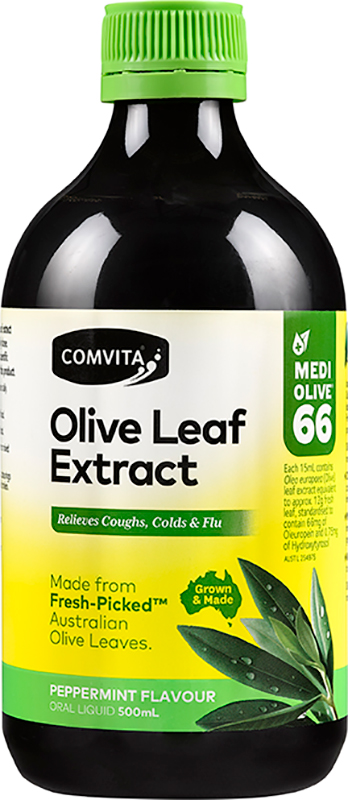 COMVITA
Olive Leaf
Extract
Relieves Coughs, Colds & Flu
MEDI
OLIVE
66
Each 15mL contains
Olea europaea (Olive)
leaf extract equivalent
to approx. 12g fresh
leaf, standardised to
contain 66mg of
Oleuropein and
of Hydroxytyrosol
Made from
Fresh-Picked™
Australian
Olive Leaves.
Grown
& Made
PEPPERMINT FLAVOUR
ORAL LIQUID 500mL